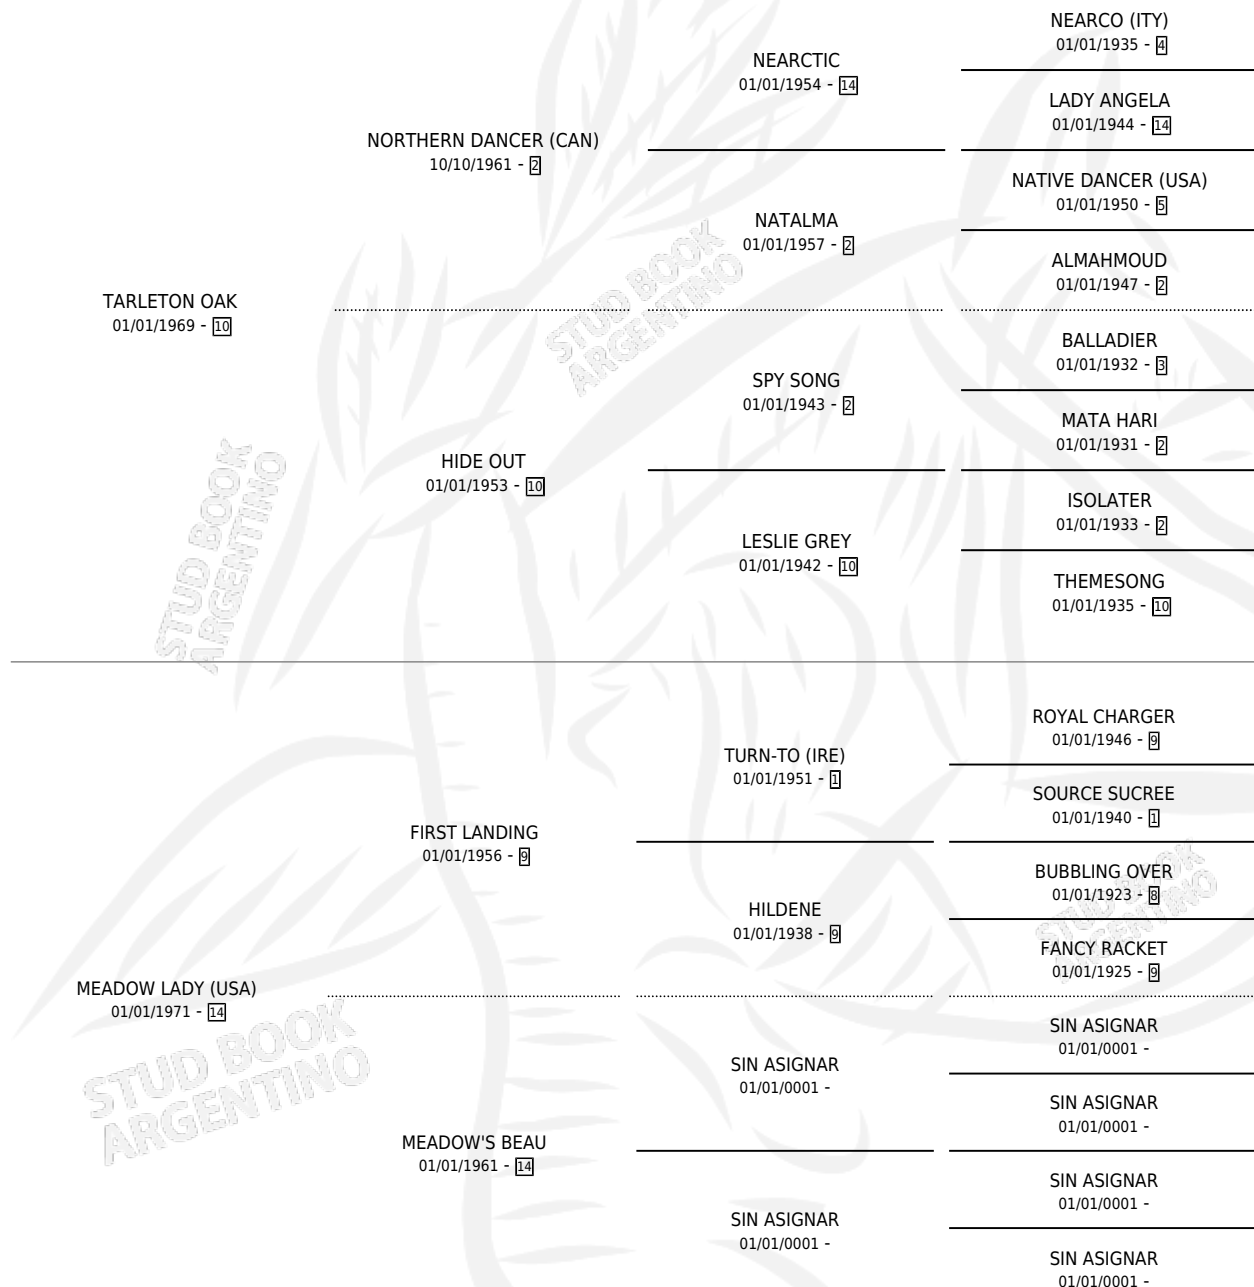 NEARCO (ITY)
01/01/1935 - 4
NEARCTIC
01/01/1954 - 14
LADY ANGELA
01/01/1944 - 14
NORTHERN DANCER (CAN)
10/10/1961 - 2
NATIVE DANCER (USA)
01/01/1950 - 5
NATALMA
01/01/1957 - 2
ALMAHMOUD
01/01/1947 - 2
TARLETON OAK
01/01/1969 - 10
BALLADIER
01/01/1932 - 3
SPY SONG
01/01/1943 - 2
MATA HARI
01/01/1931 - 2
HIDE OUT
01/01/1953 - 10
ISOLATER
01/01/1933 - 2
LESLIE GREY
01/01/1942 - 10
THEMESONG
01/01/1935 - 10
STUD BOOK
ARGENTINO
STUD BOOK
ARGENTINO
ROYAL CHARGER
01/01/1946 - 9
TURN-TO (IRE)
01/01/1951 - 1
SOURCE SUCREE
01/01/1940 - 1
FIRST LANDING
01/01/1956 - 9
BUBBLING OVER
01/01/1923 - 8
HILDENE
01/01/1938 - 9
FANCY RACKET
01/01/1925 - 9
MEADOW LADY (USA)
01/01/1971 - 14
SIN ASIGNAR
01/01/0001 -
SIN ASIGNAR
01/01/0001 -
SIN ASIGNAR
01/01/0001 -
MEADOW'S BEAU
01/01/1961 - 14
SIN ASIGNAR
01/01/0001 -
SIN ASIGNAR
01/01/0001 -
SIN ASIGNAR
01/01/0001 -
STUD BOOK
ARGENTINO
STUD BOOK
ARGENTINO